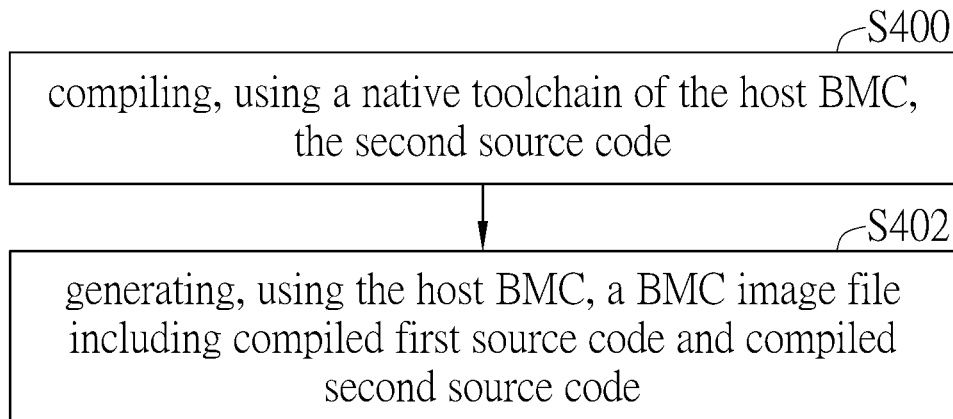 S400
compiling, using a native toolchain of the host BMC,
the second source code
S402
generating, using the host BMC, a BMC image file
including compiled first source code and compiled
second source code